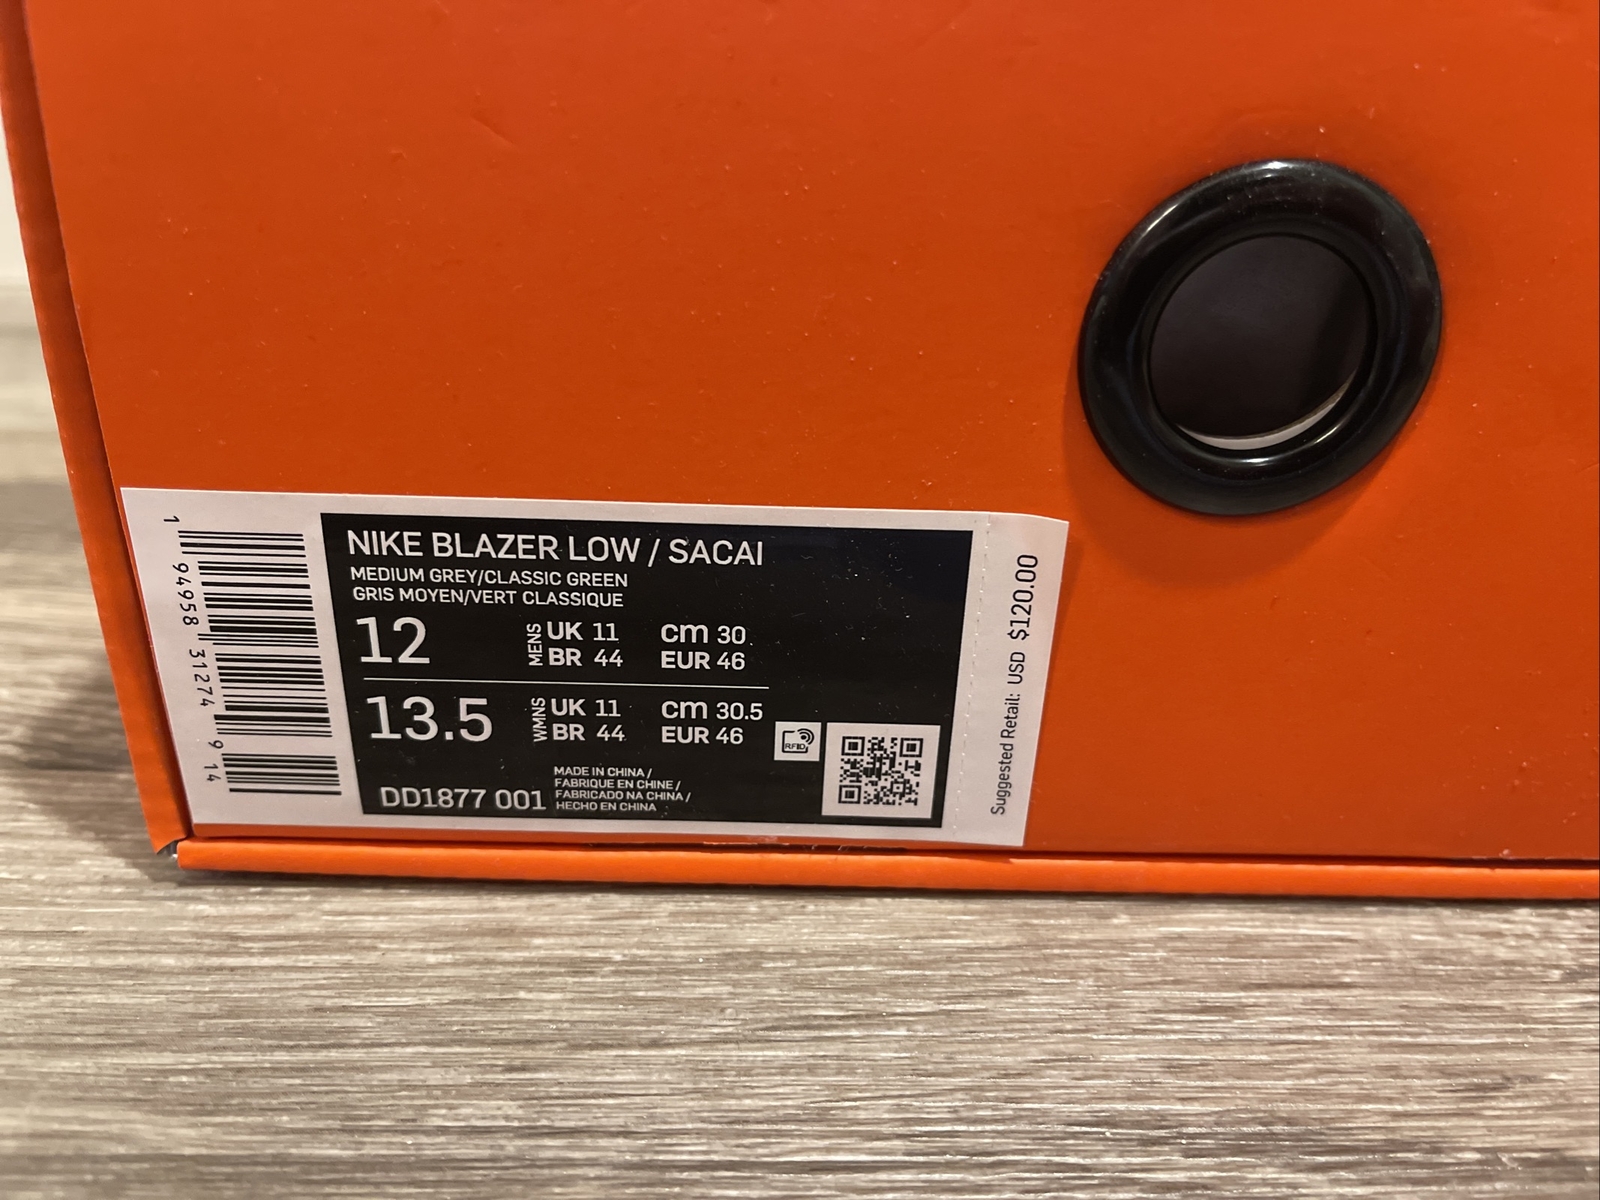 NIKE BLAZER LOW / SACAI
MEDIUM GREY/CLASSIC GREEN
GRIS MOYEN/VERT CLASSIQUE
12 MENS UK 11 cm 30
BR 44 EUR 46
13.5 WMNS UK 11 cm 30.5
BR 44 EUR 46
RFID
DD1877 001
MADE IN CHINA /
FABRIQUE EN CHINE /
FABRICADO NA CHINA /
HECHO EN CHINA
1 94958 31274 9 14
Suggested Retail: USD $120.00